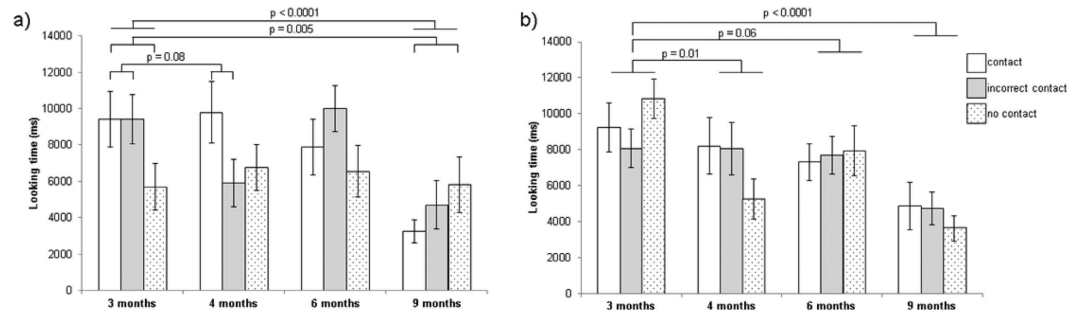 a)
p < 0.0001
p = 0.005
p = 0.08
Looking time (ms)
14000
12000
10000
8000
6000
4000
2000
0
3 months
4 months
6 months
9 months
b)
p <0.0001
p = 0.06
p = 0.01
Looking time (ms)
14000
12000
10000
8000
6000
4000
2000
0
3 months
4 months
6 months
9 months
contact
incorrect contact
no contact